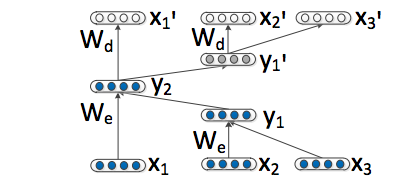 x1' x2' x3'
Wd Wd
y1'
y2
We y1
We
x1 x2 x3